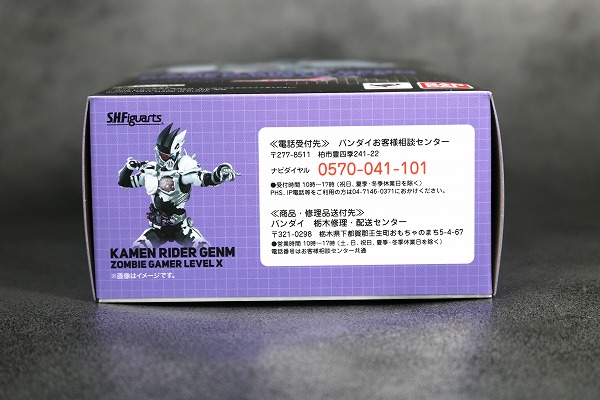 S.H.Figuarts
KAMEN RIDER GENM
ZOMBIE GAMER LEVEL X
※画像はイメージです。
≪電話受付先≫ バンダイお客様相談センター
〒277-8511 柏市豊四季241-22
ナビダイヤル 0570-041-101
●受付時間 10時〜17時(祝日、夏季・冬季休業日を除く)
PHS、IP電話等をご利用の方は04-7146-0371におかけください。
≪商品・修理品送付先≫
バンダイ 栃木修理・配送センター
〒321-0298 栃木県下都賀郡壬生町おもちゃのまち5-4-67
●営業時間 10時〜17時(土、日、祝日、夏季・冬季休業日を除く)
電話番号はお客様相談センター共通